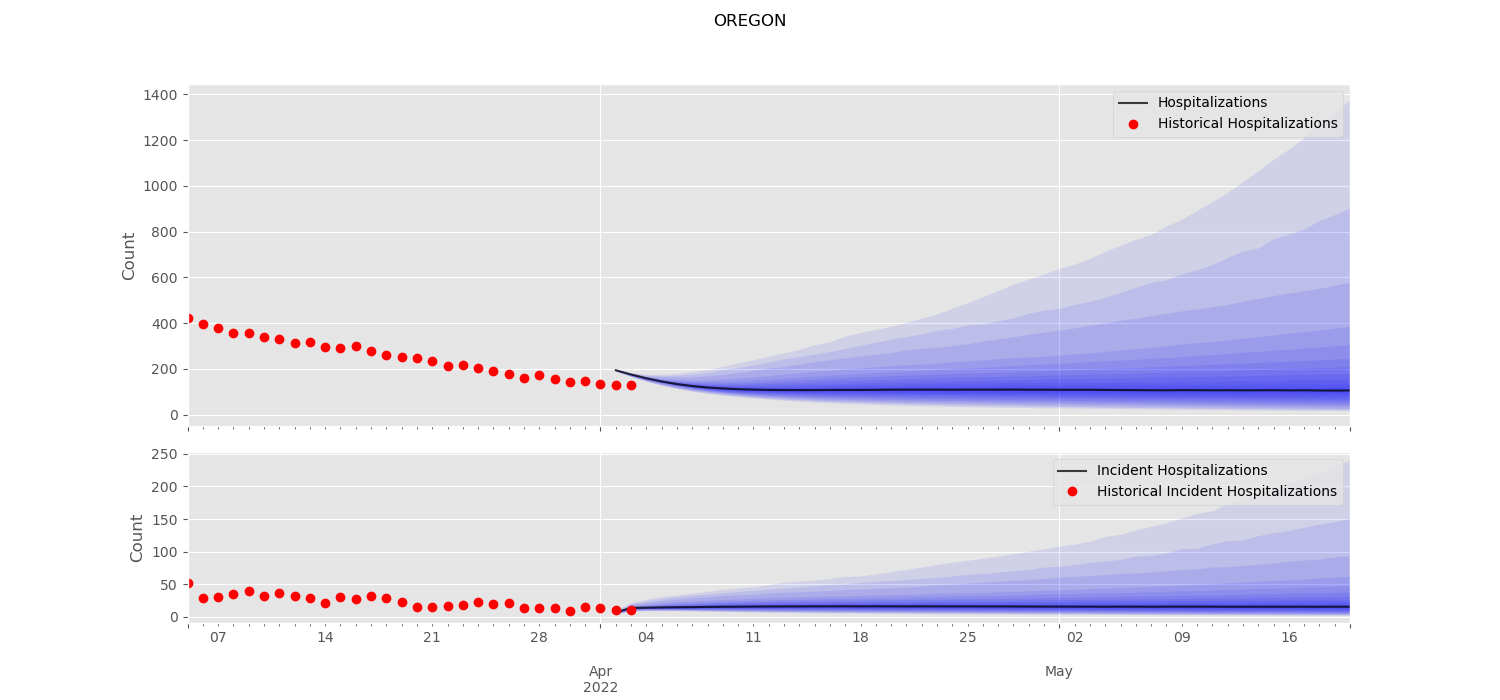 OREGON
1400
1200
1000
800
600
400
200
0
Count
Hospitalizations
Historical Hospitalizations
250
200
150
100
50
0
Count
Incident Hospitalizations
Historical Incident Hospitalizations
07 14 21 28 04 11 18 25 02 09 16
Apr May
2022